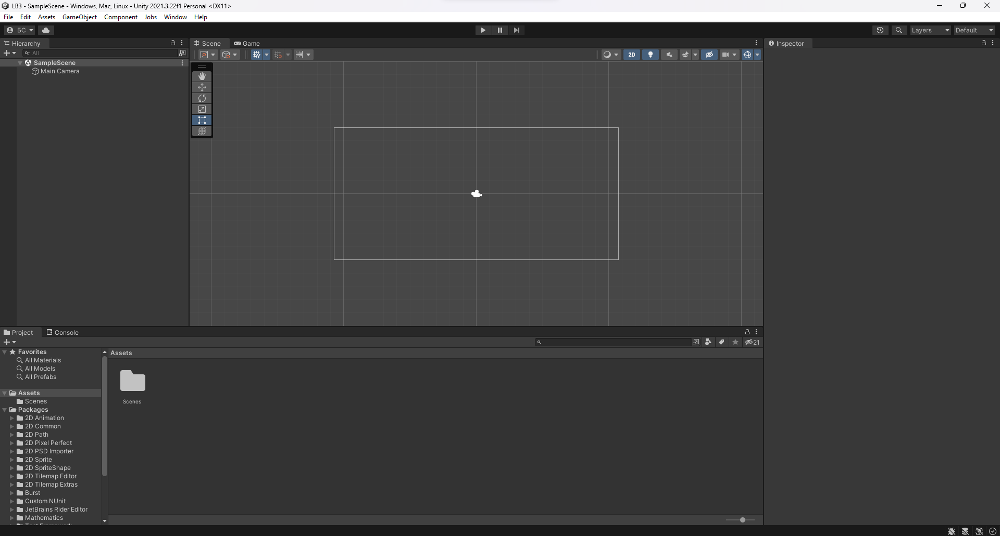 LB3 - SampleScene - Windows, Mac, Linux - Unity 2021.3.22f1 Personal <DX11>
File Edit Assets GameObject Component Jobs Window Help
БС
Layers Default
Hierarchy
Scene Game
Inspector
All
2D
SampleScene
Main Camera
Project Console
21
Favorites
All Materials
All Models
All Prefabs
Assets
Scenes
Packages
2D Animation
2D Common
2D Path
2D Pixel Perfect
2D PSD Importer
2D Sprite
2D SpriteShape
2D Tilemap Editor
2D Tilemap Extras
Burst
Custom NUnit
JetBrains Rider Editor
Mathematics
Assets
Scenes